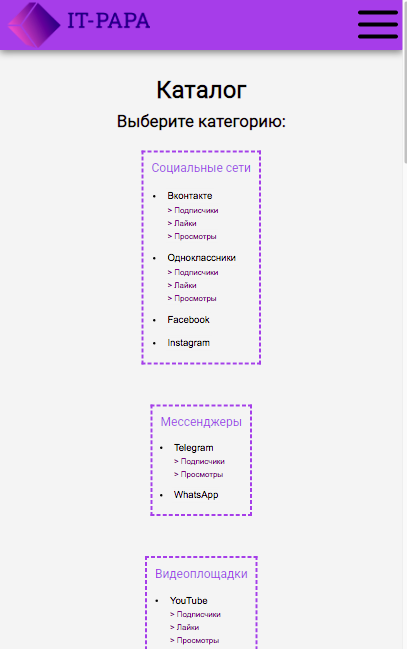 IT-PAPA
Каталог
Выберите категорию:
Социальные сети
• Вконтакте
> Подписчики
> Лайки
> Просмотры
• Одноклассники
> Подписчики
> Лайки
> Просмотры
• Facebook
• Instagram
Мессенджеры
• Telegram
> Подписчики
> Просмотры
• WhatsApp
Видеоплощадки
• YouTube
> Подписчики
> Лайки
> Просмотры